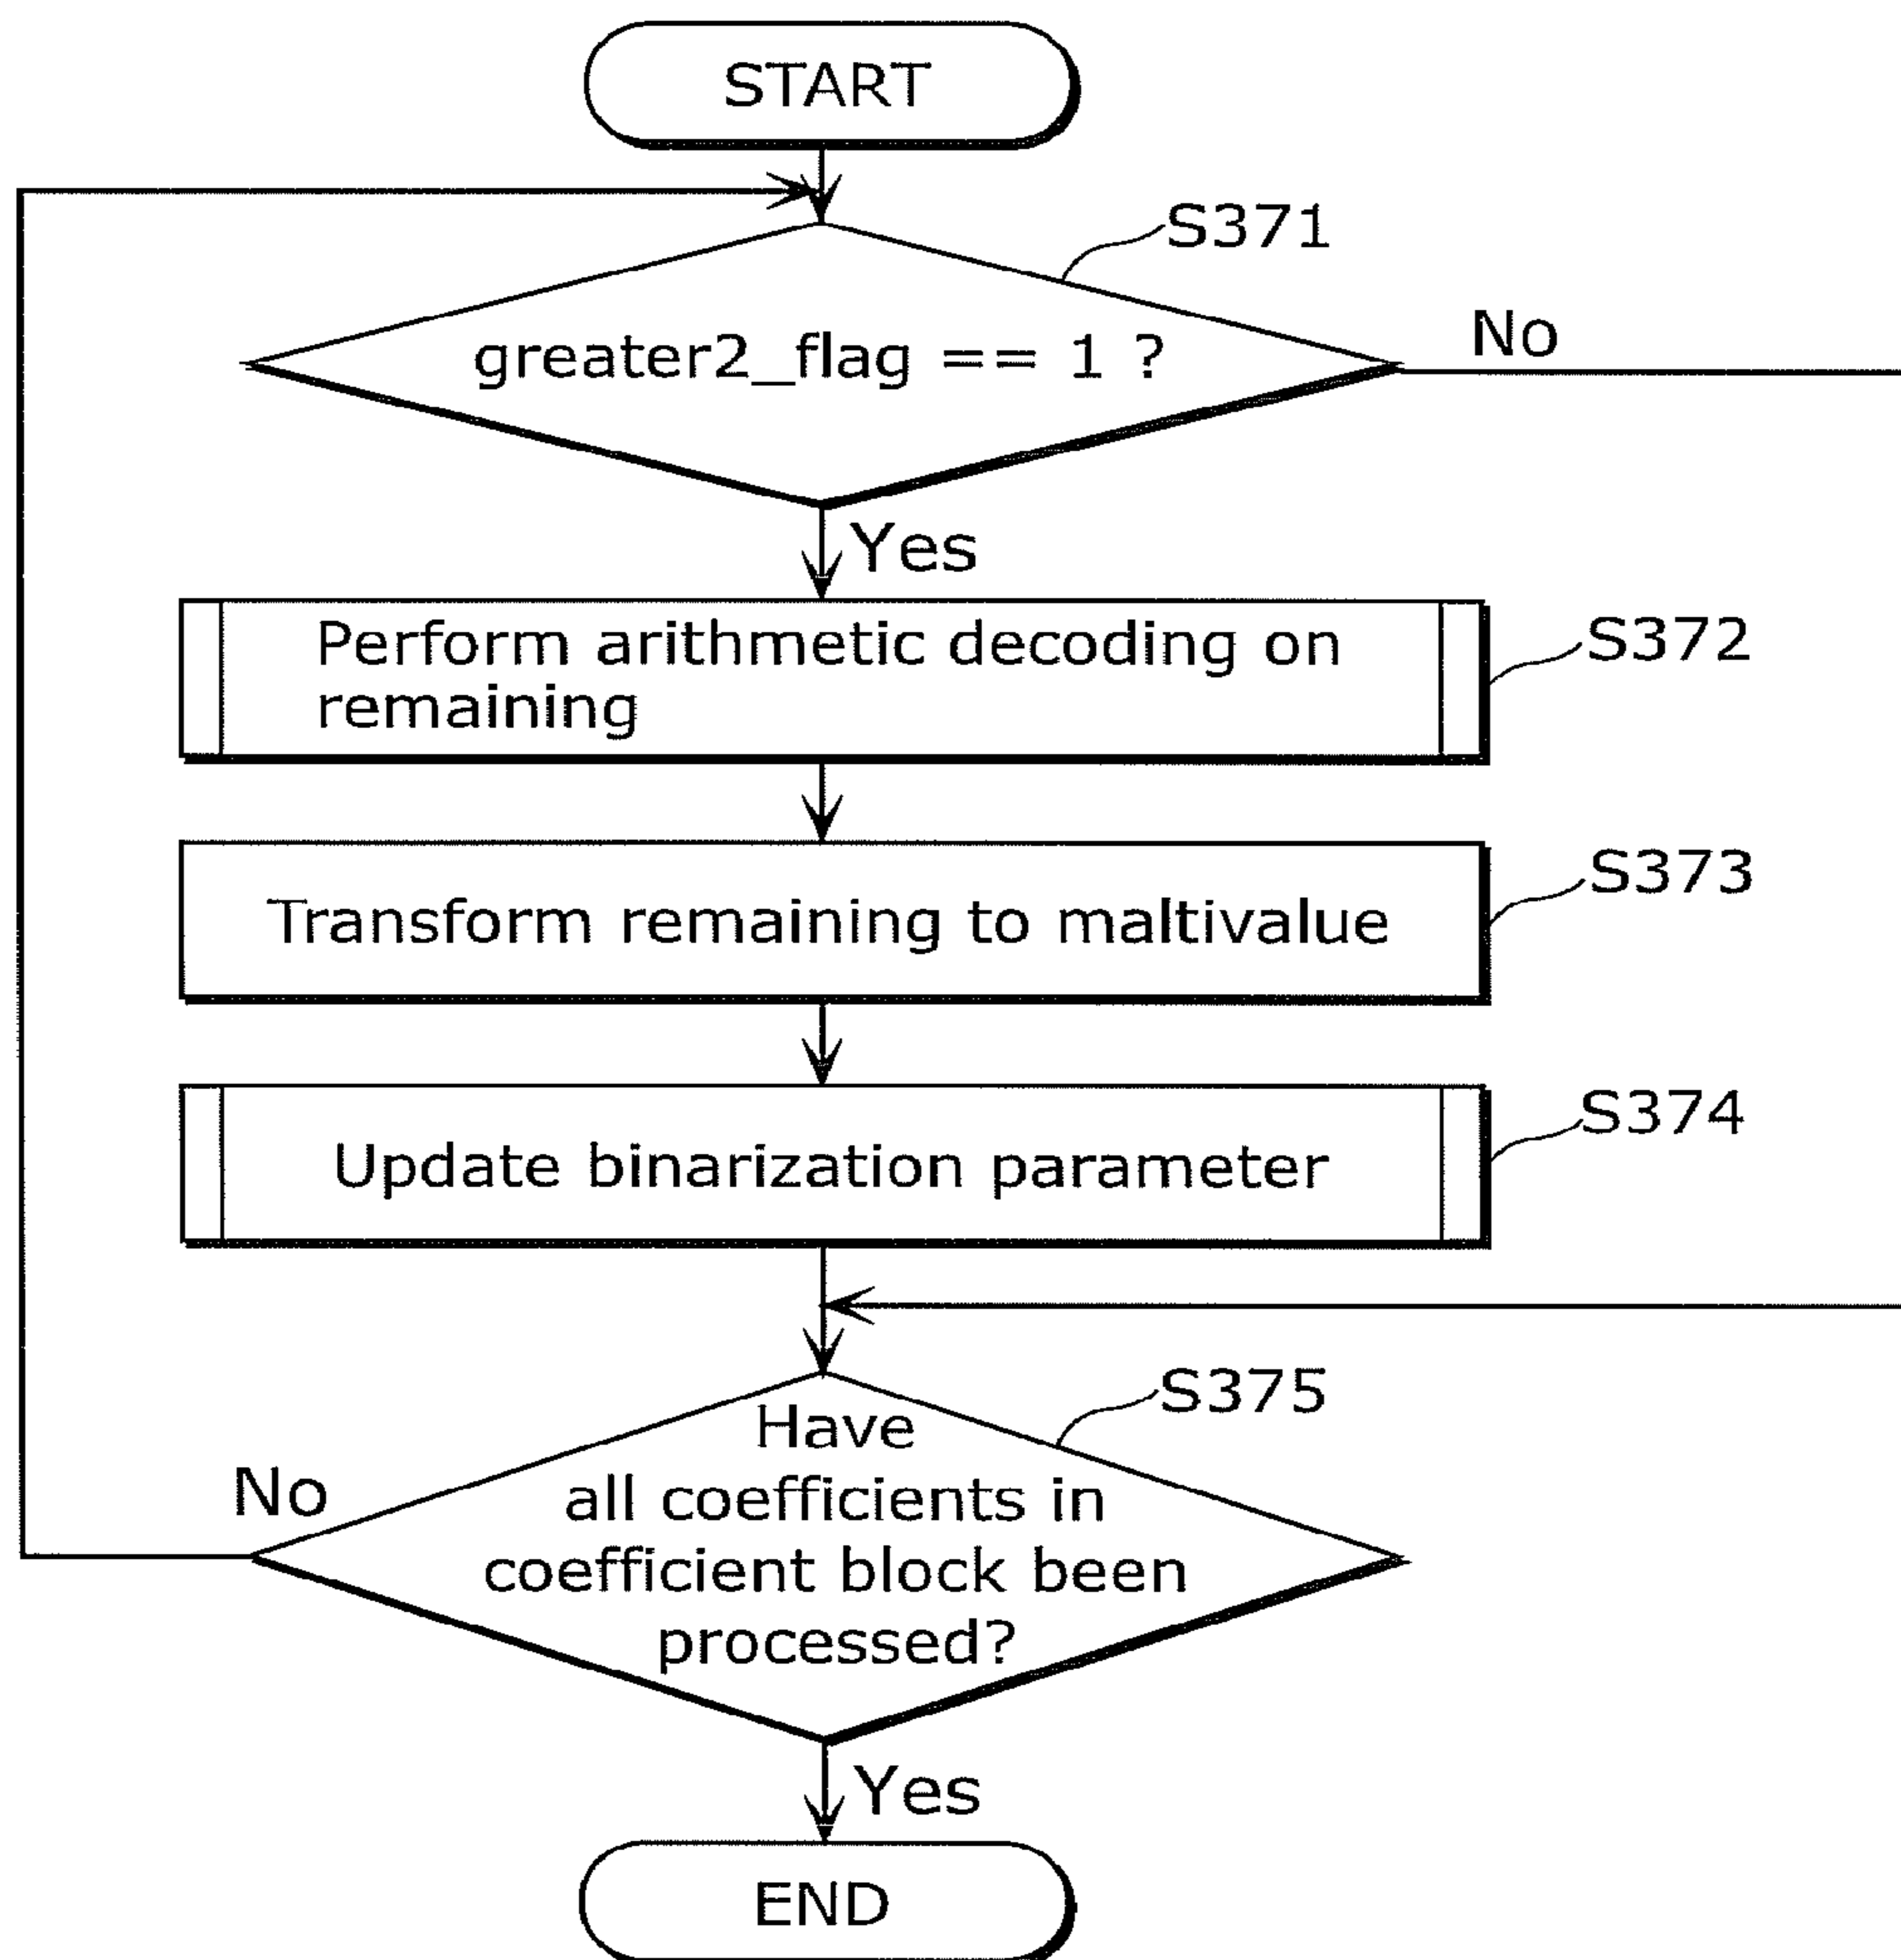 START
S371
greater2_flag == 1 ?
No
Yes
Perform arithmetic decoding on
remaining
S372
Transform remaining to maltivalue
S373
Update binarization parameter
S374
S375
Have
all coefficients in
coefficient block been
processed?
No
Yes
END